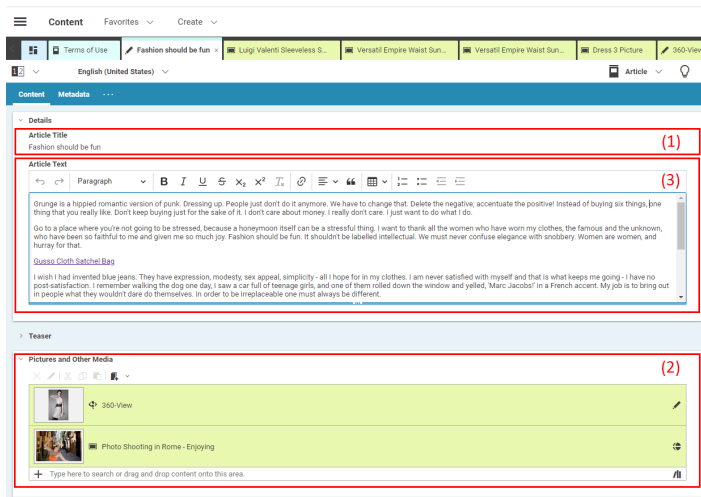 Content Favorites Create
Terms of Use Fashion should be fun × Luigi Valenti Sleeveless S... Versatil Empire Waist Sun... Versatil Empire Waist Sun... Dress 3 Picture 360-View
1 2 English (United States) Article
Content Metadata ...
Details
Article Title (1)
Fashion should be fun
Article Text
Paragraph B I U S X₂ X² Tx (3)
Grunge is a hippied romantic version of punk. Dressing up. People just don't do it anymore. We have to change that. Delete the negative; accentuate the positive! Instead of buying six things, one
thing that you really like. Don't keep buying just for the sake of it. I don't care about money. I really don't care. I just want to do what I do.
Go to a place where you're not going to be stressed, because a honeymoon itself can be a stressful thing. I want to thank all the women who have worn my clothes, the famous and the unknown,
who have been so faithful to me and given me so much joy. Fashion should be fun. It shouldn't be labelled intellectual. We must never confuse elegance with snobbery. Women are women, and
hurray for that.
Gusso Cloth Satchel Bag
I wish I had invented blue jeans. They have expression, modesty, sex appeal, simplicity - all I hope for in my clothes. I am never satisfied with myself and that is what keeps me going - I have no
post-satisfaction. I remember walking the dog one day, I saw a car full of teenage girls, and one of them rolled down the window and yelled, 'Marc Jacobs!' in a French accent. My job is to bring out
in people what they wouldn't dare do themselves. In order to be irreplaceable one must always be different.
Teaser
Pictures and Other Media (2)
360-View
Photo Shooting in Rome - Enjoying
Type here to search or drag and drop content onto this area.